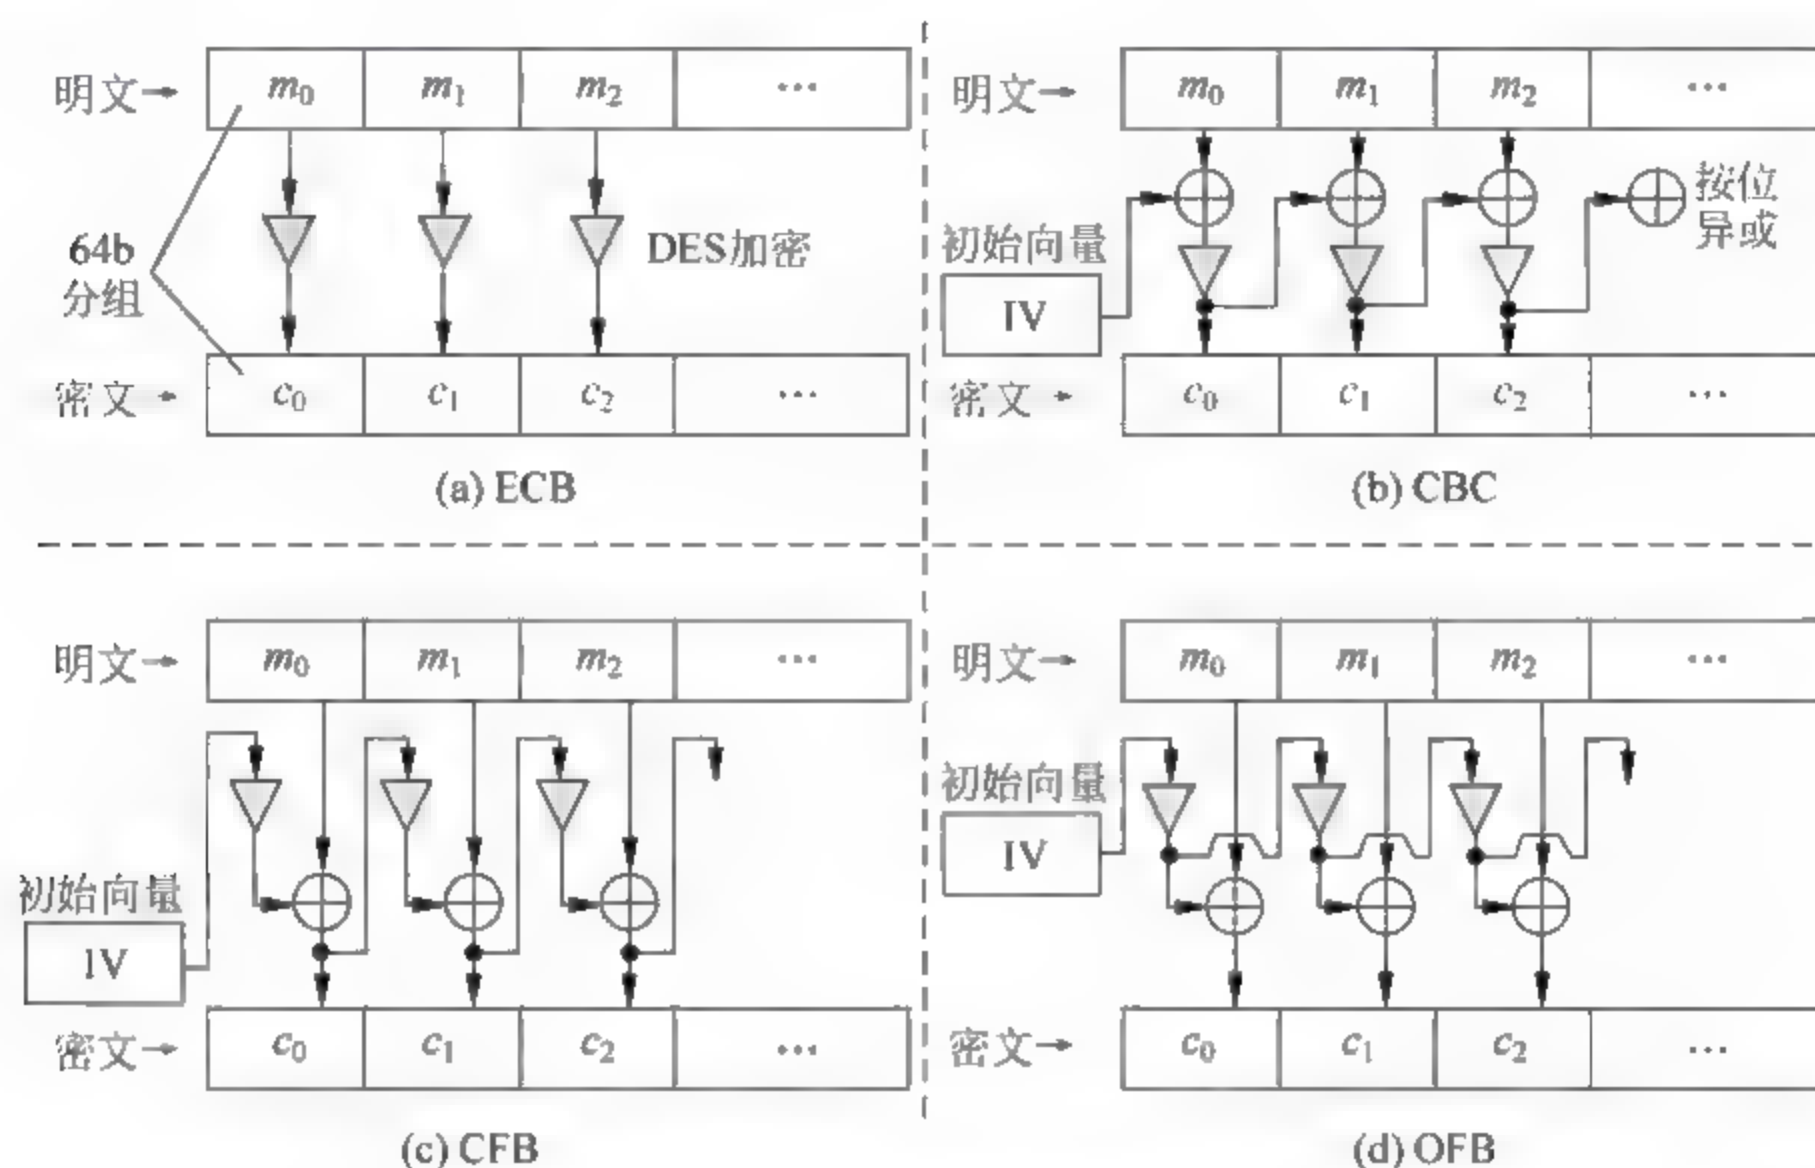 明文→ m₀ m₁ m₂ ···
64b
分组
DES加密
密文→ c₀ c₁ c₂ ···
(a) ECB
明文→ m₀ m₁ m₂ ···
按位
异或
初始向量
IV
密文→ c₀ c₁ c₂ ···
(b) CBC
明文→ m₀ m₁ m₂ ···
初始向量
IV
密文→ c₀ c₁ c₂ ···
(c) CFB
明文→ m₀ m₁ m₂ ···
初始向量
IV
密文→ c₀ c₁ c₂ ···
(d) OFB